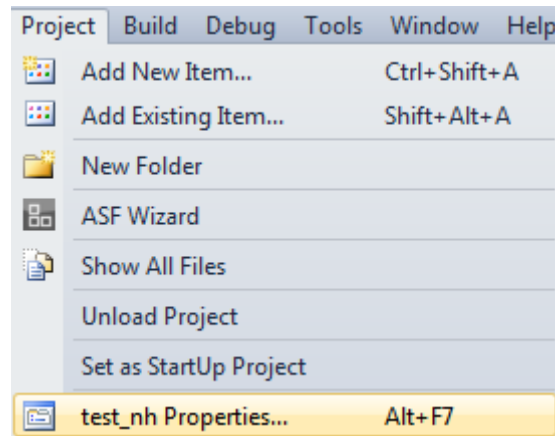 Project Build Debug Tools Window Help
Add New Item... Ctrl+Shift+A
Add Existing Item... Shift+Alt+A
New Folder
ASF Wizard
Show All Files
Unload Project
Set as StartUp Project
test_nh Properties... Alt+F7